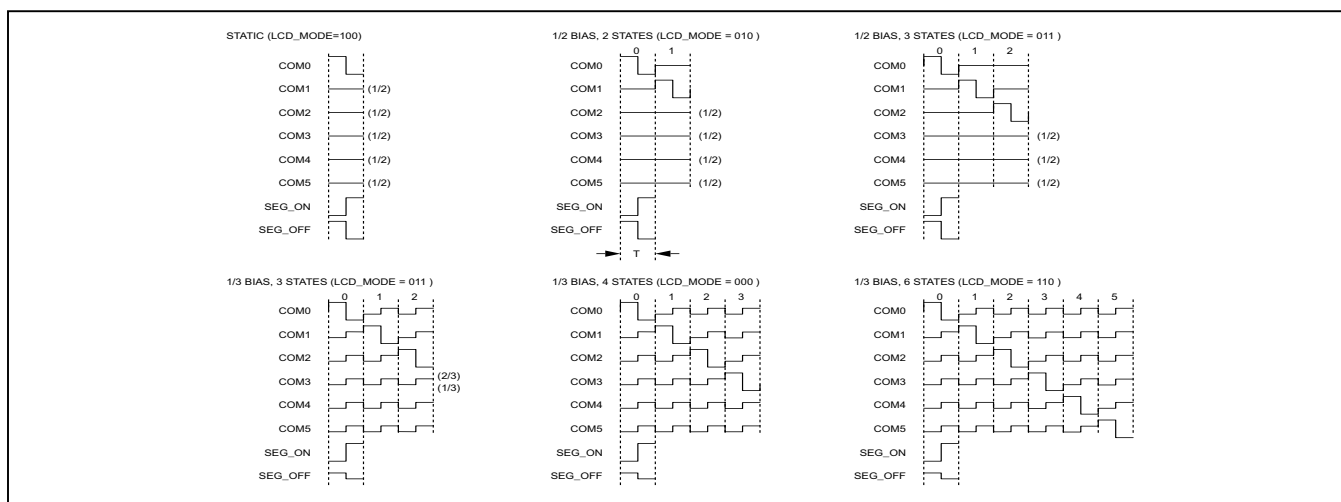 STATIC (LCD_MODE=100)
COM0
COM1
(1/2)
COM2
(1/2)
COM3
(1/2)
COM4
(1/2)
COM5
(1/2)
SEG_ON
SEG_OFF
1/2 BIAS, 2 STATES (LCD_MODE = 010 )
0 1
COM0
COM1
COM2
(1/2)
COM3
(1/2)
COM4
(1/2)
COM5
(1/2)
SEG_ON
SEG_OFF
T
1/2 BIAS, 3 STATES (LCD_MODE = 011 )
0 1 2
COM0
COM1
COM2
COM3
(1/2)
COM4
(1/2)
COM5
(1/2)
SEG_ON
SEG_OFF
1/3 BIAS, 3 STATES (LCD_MODE = 011 )
0 1 2
COM0
COM1
COM2
COM3
(2/3)
(1/3)
COM4
COM5
SEG_ON
SEG_OFF
1/3 BIAS, 4 STATES (LCD_MODE = 000 )
0 1 2 3
COM0
COM1
COM2
COM3
COM4
COM5
SEG_ON
SEG_OFF
1/3 BIAS, 6 STATES (LCD_MODE = 110 )
0 1 2 3 4 5
COM0
COM1
COM2
COM3
COM4
COM5
SEG_ON
SEG_OFF